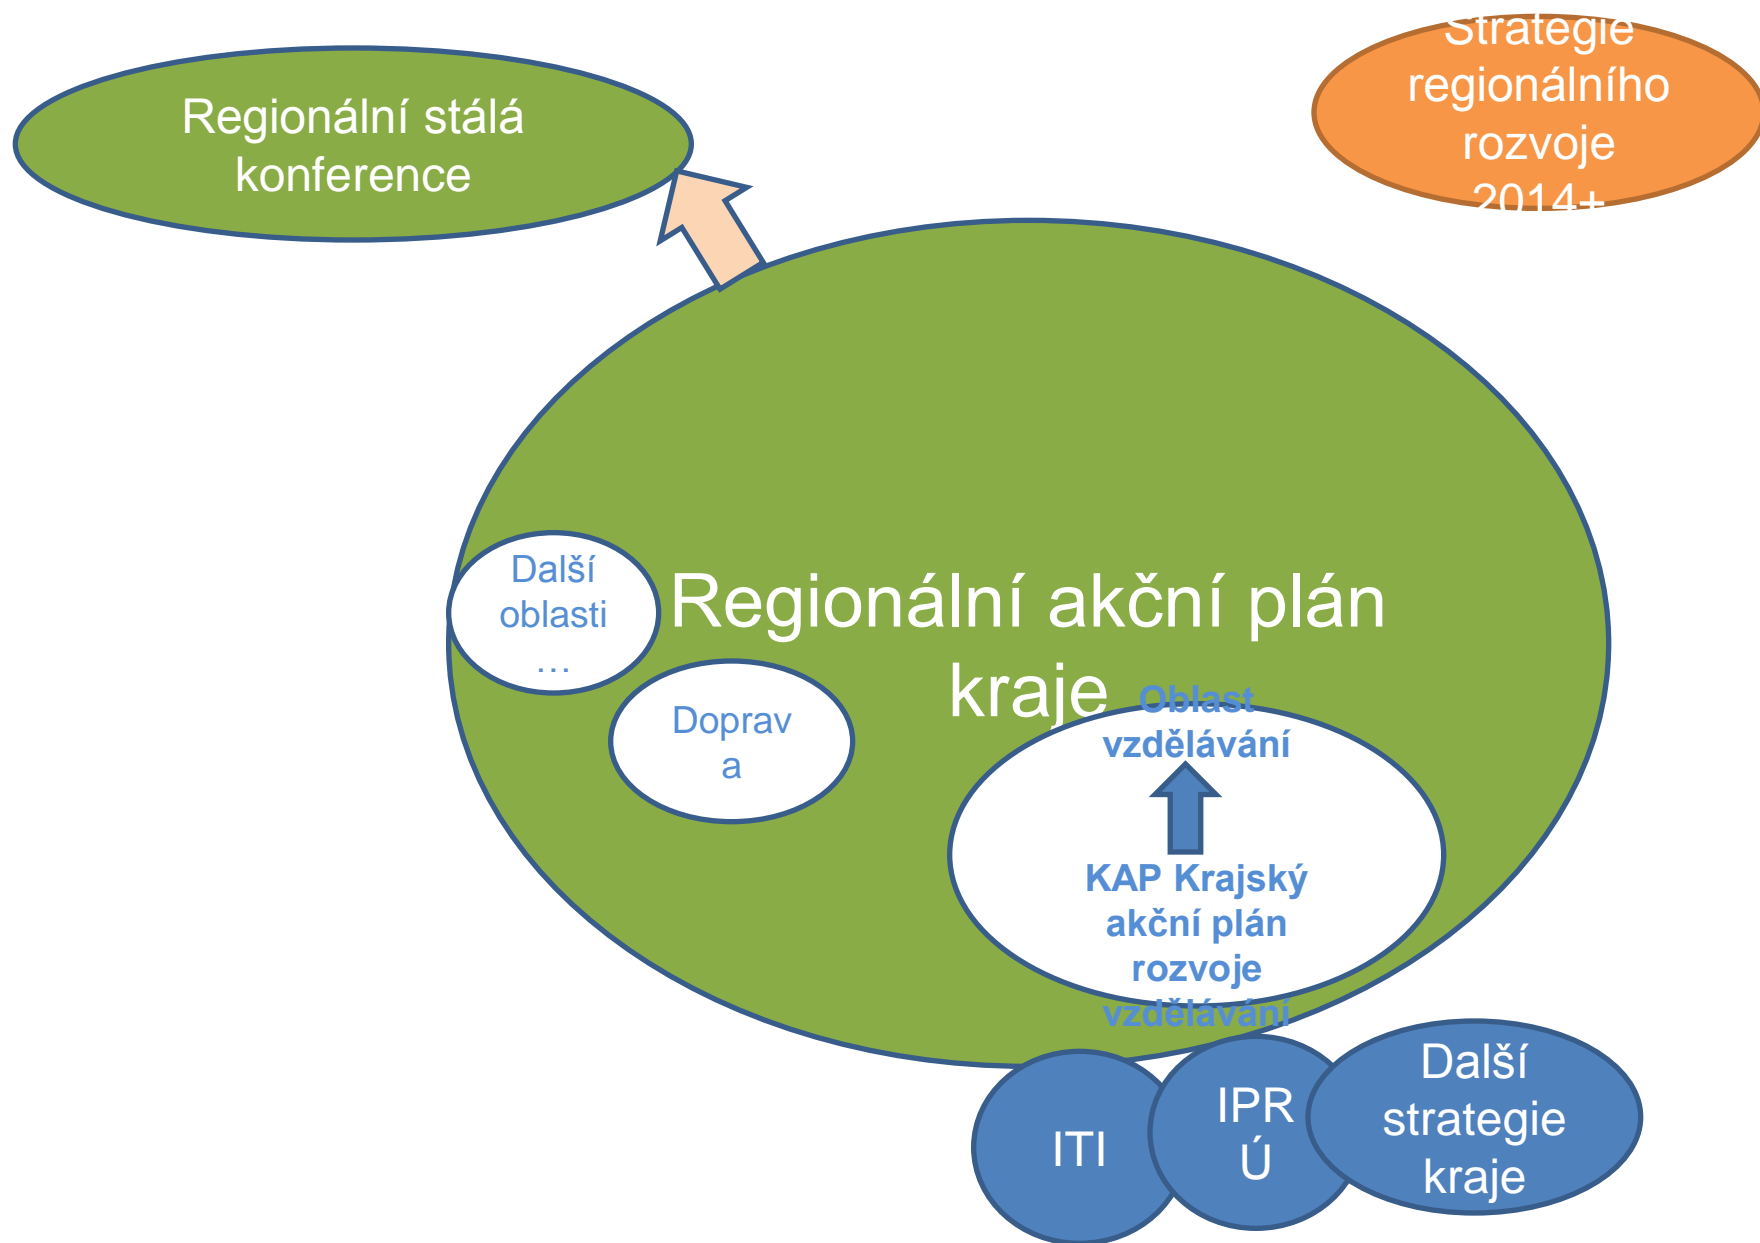 Strategie
regionálního
rozvoje
2014+
Regionální stálá
konference
Další
oblasti
…
Regionální akční plán
kraje
Doprav
a
Oblast
vzdělávání
KAP Krajský
akční plán
rozvoje
vzdělávání
ITI
IPR
Ú
Další
strategie
kraje